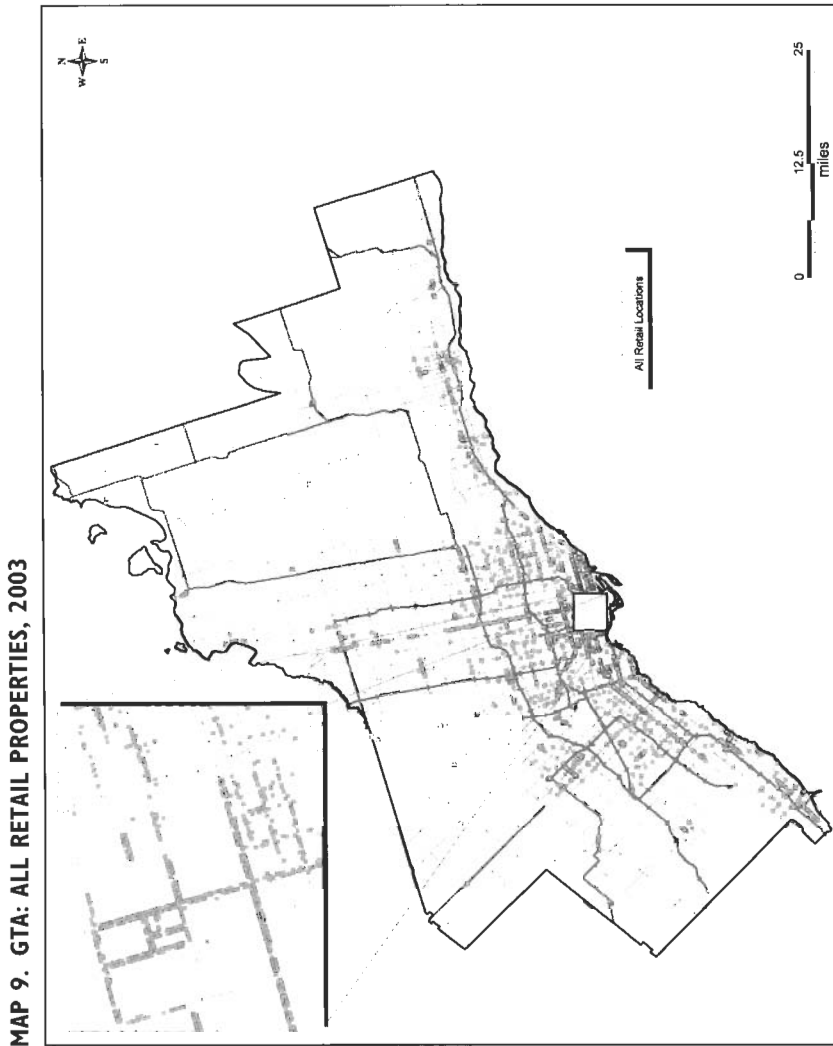 MAP 9. GTA: ALL RETAIL PROPERTIES, 2003
N
W E
S
All Retail Locations
0 12.5 25
miles